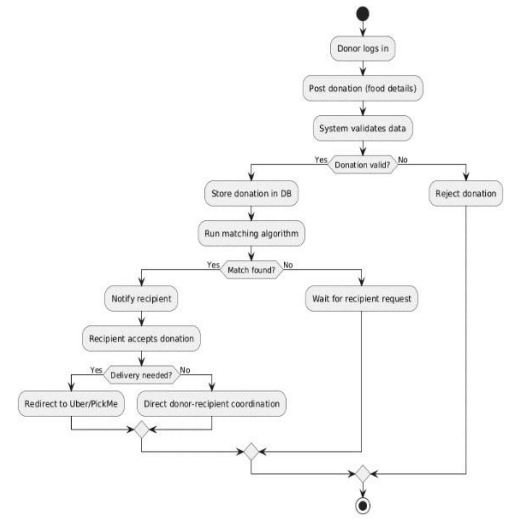 Donor logs in
Post donation (food details)
System validates data
Yes
Donation valid?
No
Store donation in DB
Reject donation
Run matching algorithm
Yes
Match found?
No
Notify recipient
Wait for recipient request
Recipient accepts donation
Yes
Delivery needed?
No
Redirect to Uber/PickMe
Direct donor-recipient coordination